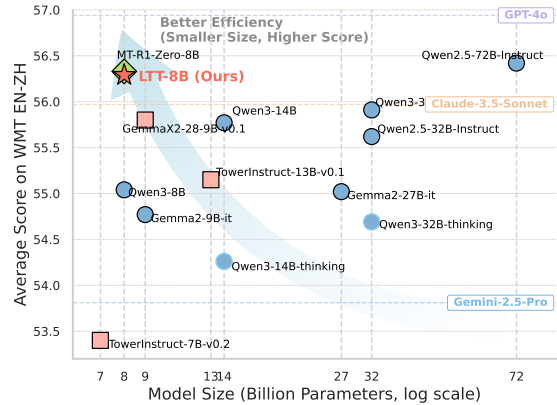 57.0
56.5
56.0
55.5
55.0
54.5
54.0
53.5
Average Score on WMT EN-ZH
Better Efficiency
(Smaller Size, Higher Score)
GPT-4o
MT-R1-Zero-8B
LTT-8B (Ours)
Qwen2.5-72B-Instruct
Qwen3-3
Claude-3.5-Sonnet
Qwen3-14B
GemmaX2-28-9B-v0.1
Qwen2.5-32B-Instruct
TowerInstruct-13B-v0.1
Qwen3-8B
Gemma2-27B-it
Gemma2-9B-it
Qwen3-32B-thinking
Qwen3-14B-thinking
Gemini-2.5-Pro
TowerInstruct-7B-v0.2
7 8 9 13 14 27 32 72
Model Size (Billion Parameters, log scale)